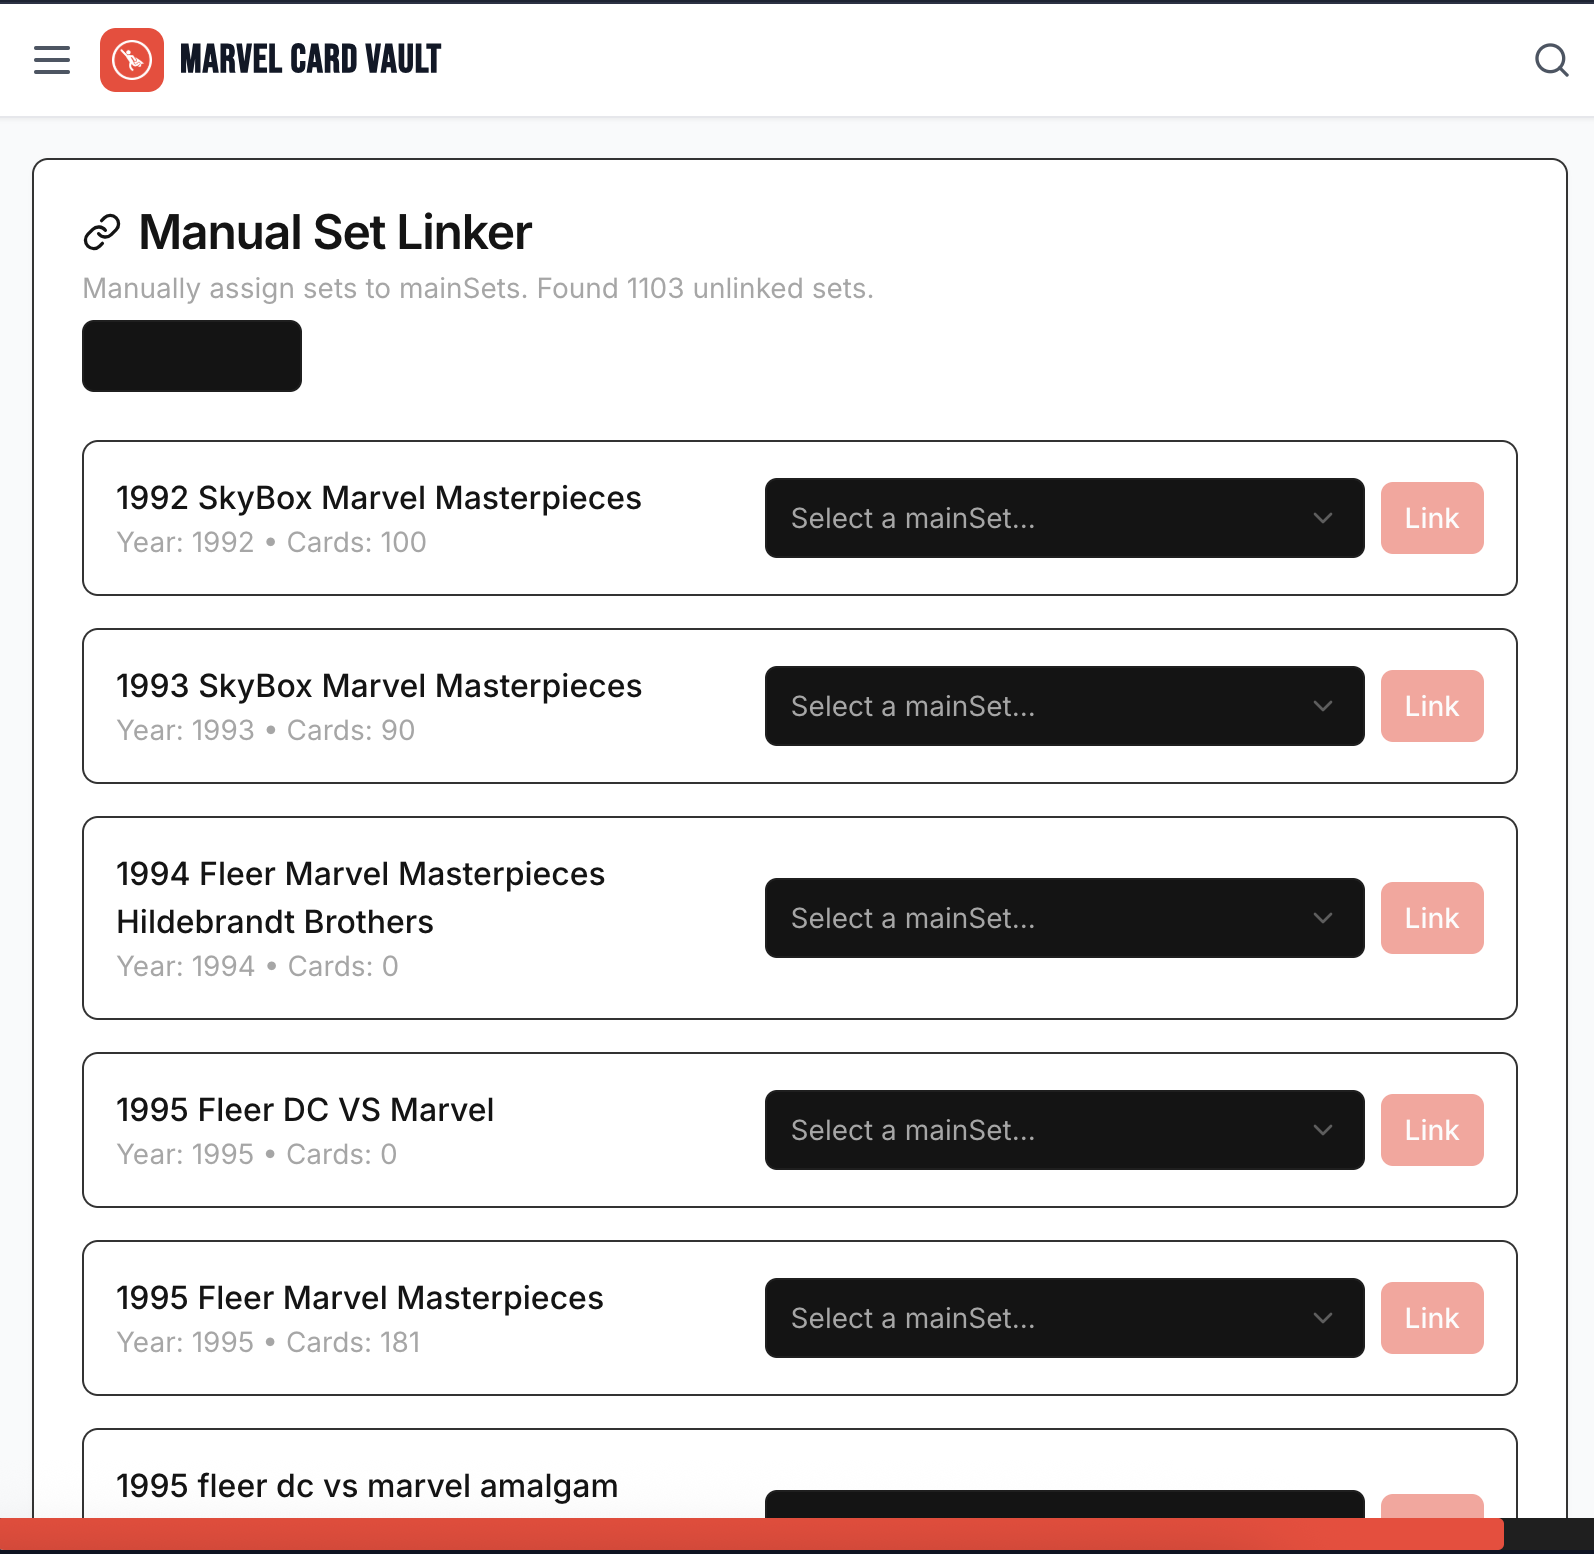 MARVEL CARD VAULT
Manual Set Linker
Manually assign sets to mainSets. Found 1103 unlinked sets.
1992 SkyBox Marvel Masterpieces
Year: 1992 • Cards: 100
Select a mainSet...
Link
1993 SkyBox Marvel Masterpieces
Year: 1993 • Cards: 90
Select a mainSet...
Link
1994 Fleer Marvel Masterpieces
Hildebrandt Brothers
Year: 1994 • Cards: 0
Select a mainSet...
Link
1995 Fleer DC VS Marvel
Year: 1995 • Cards: 0
Select a mainSet...
Link
1995 Fleer Marvel Masterpieces
Year: 1995 • Cards: 181
Select a mainSet...
Link
1995 fleer dc vs marvel amalgam